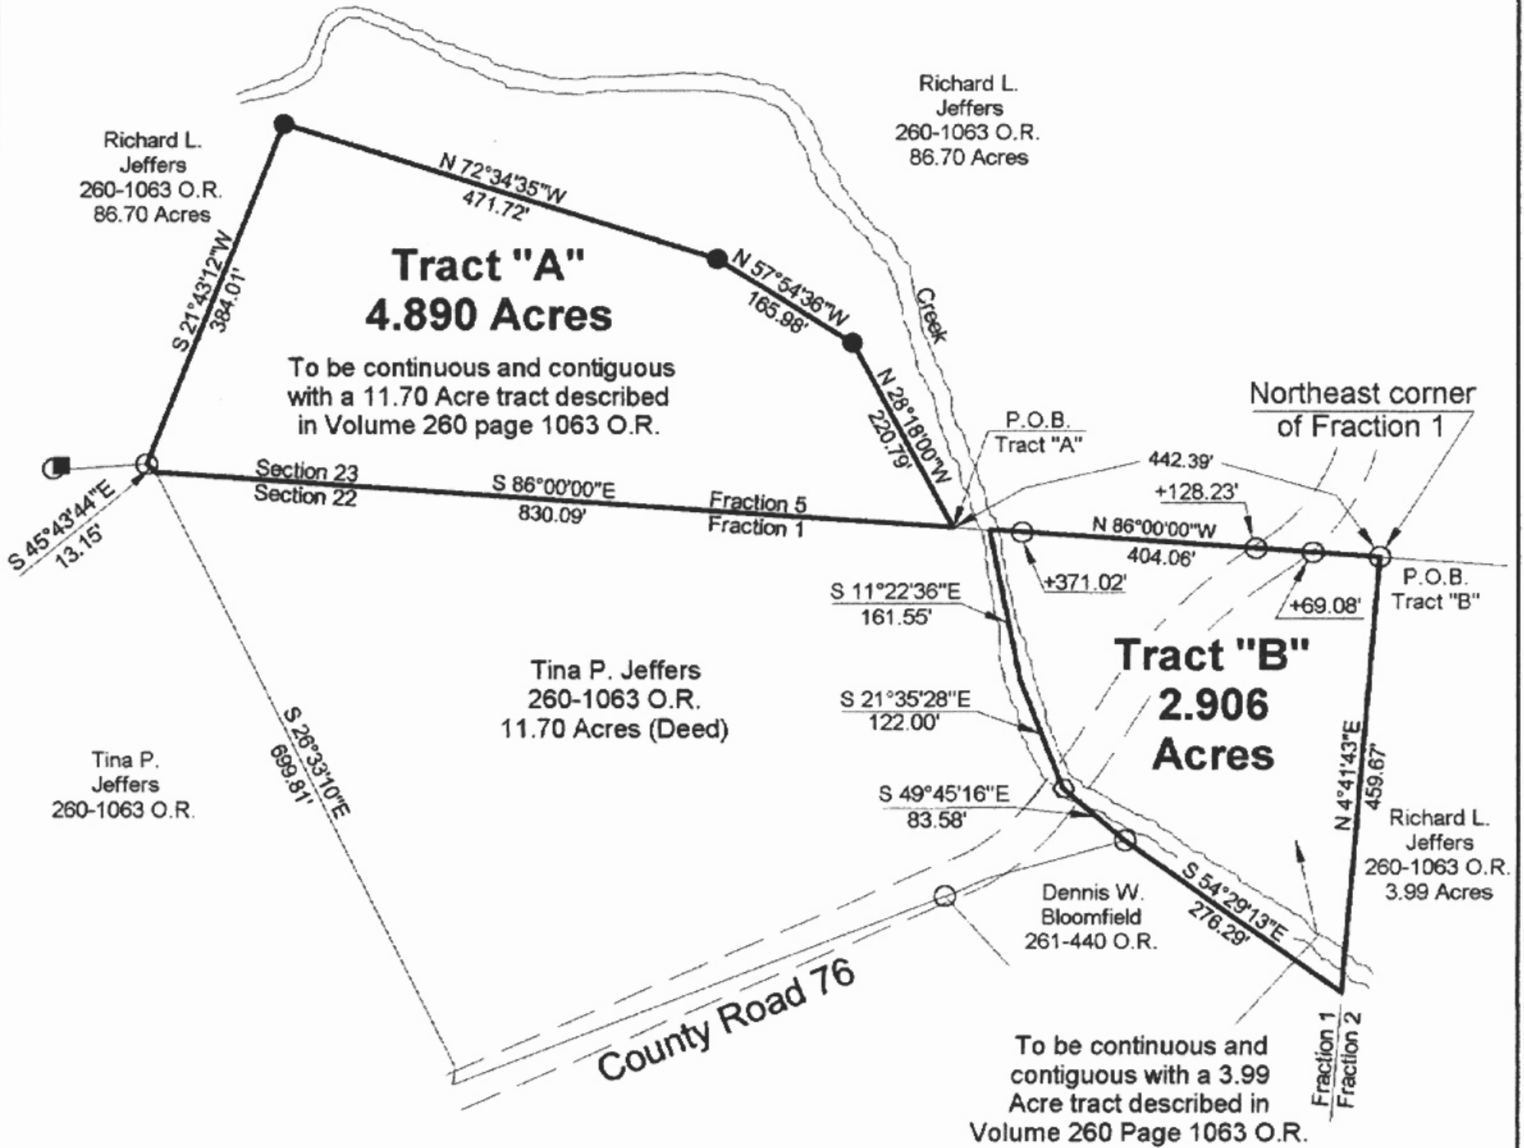 Richard L.
Jeffers
260-1063 O.R.
86.70 Acres
Richard L.
Jeffers
260-1063 O.R.
86.70 Acres
N 72°34'35"W
471.72'
S 21°43'12"W
384.01'
Tract "A"
4.890 Acres
To be continuous and contiguous
with a 11.70 Acre tract described
in Volume 260 page 1063 O.R.
N 57°54'36"W
165.98'
Creek
N 28°18'00"W
220.79'
P.O.B.
Tract "A"
Northeast corner
of Fraction 1
442.39'
+128.23'
Section 23
Section 22
S 86°00'00"E
830.09'
Fraction 5
Fraction 1
S 45°43'44"E
13.15'
N 86°00'00"W
404.06'
+371.02'
+69.08'
P.O.B.
Tract "B"
S 11°22'36"E
161.55'
Tract "B"
2.906
Acres
Tina P. Jeffers
260-1063 O.R.
11.70 Acres (Deed)
S 21°35'28"E
122.00'
S 26°33'10"E
699.81'
Tina P.
Jeffers
260-1063 O.R.
S 49°45'16"E
83.58'
N 4°41'43"E
459.67'
Richard L.
Jeffers
260-1063 O.R.
3.99 Acres
S 54°29'13"E
276.29'
Dennis W.
Bloomfield
261-440 O.R.
County Road 76
To be continuous and
contiguous with a 3.99
Acre tract described in
Volume 260 Page 1063 O.R.
Fraction 1
Fraction 2